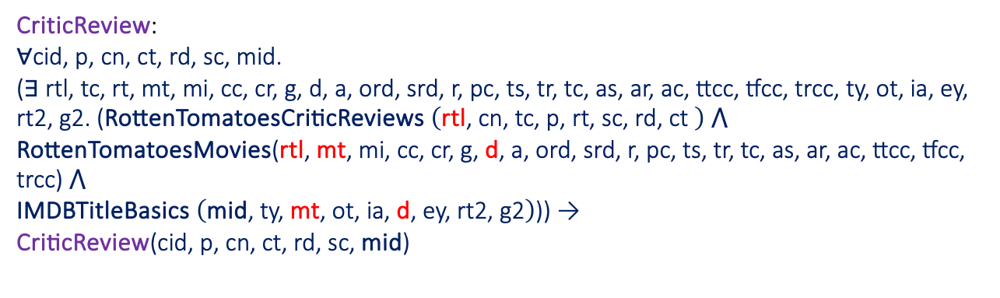 CriticReview:
∀cid, p, cn, ct, rd, sc, mid.
(∃ rtl, tc, rt, mt, mi, cc, cr, g, d, a, ord, srd, r, pc, ts, tr, tc, as, ar, ac, ttcc, tfcc, trcc, ty, ot, ia, ey,
rt2, g2. (RottenTomatoesCriticReviews (rtl, cn, tc, p, rt, sc, rd, ct ) Λ
RottenTomatoesMovies(rtl, mt, mi, cc, cr, g, d, a, ord, srd, r, pc, ts, tr, tc, as, ar, ac, ttcc, tfcc,
trcc) Λ
IMDBTitleBasics (mid, ty, mt, ot, ia, d, ey, rt2, g2))) →
CriticReview(cid, p, cn, ct, rd, sc, mid)